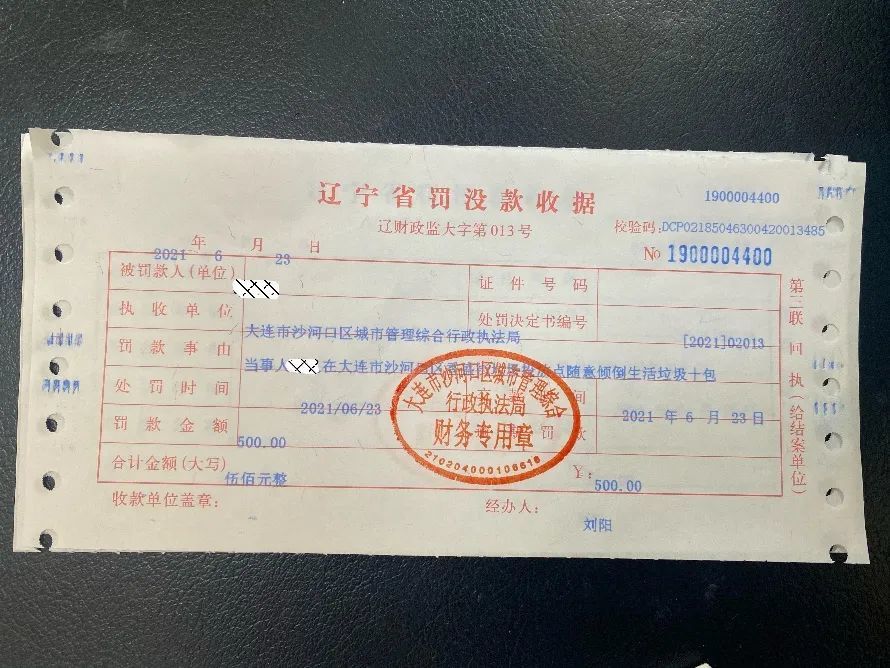 辽宁省罚没款收据
1900004400
辽财政监大字第013号
校验码:DCP02185046300420013485
№ 1900004400
2021 年 6 月 23 日
被罚款人(单位)
证件号码
执收单位 大连市沙河口区城市管理综合行政执法局
处罚决定书编号 [2021]02013
罚款事由 当事人 在大连市沙河 点随意倾倒生活垃圾十包
处罚时间 2021/06/23
间 2021 年 6 月 23 日
罚款金额 500.00
罚款
合计金额(大写) 伍佰元整
¥: 500.00
收款单位盖章:
经办人: 刘阳
第三联回执(给结案单位)
大连市沙河口区城市管理综合
行政执法局
财务专用章
2102040000106618